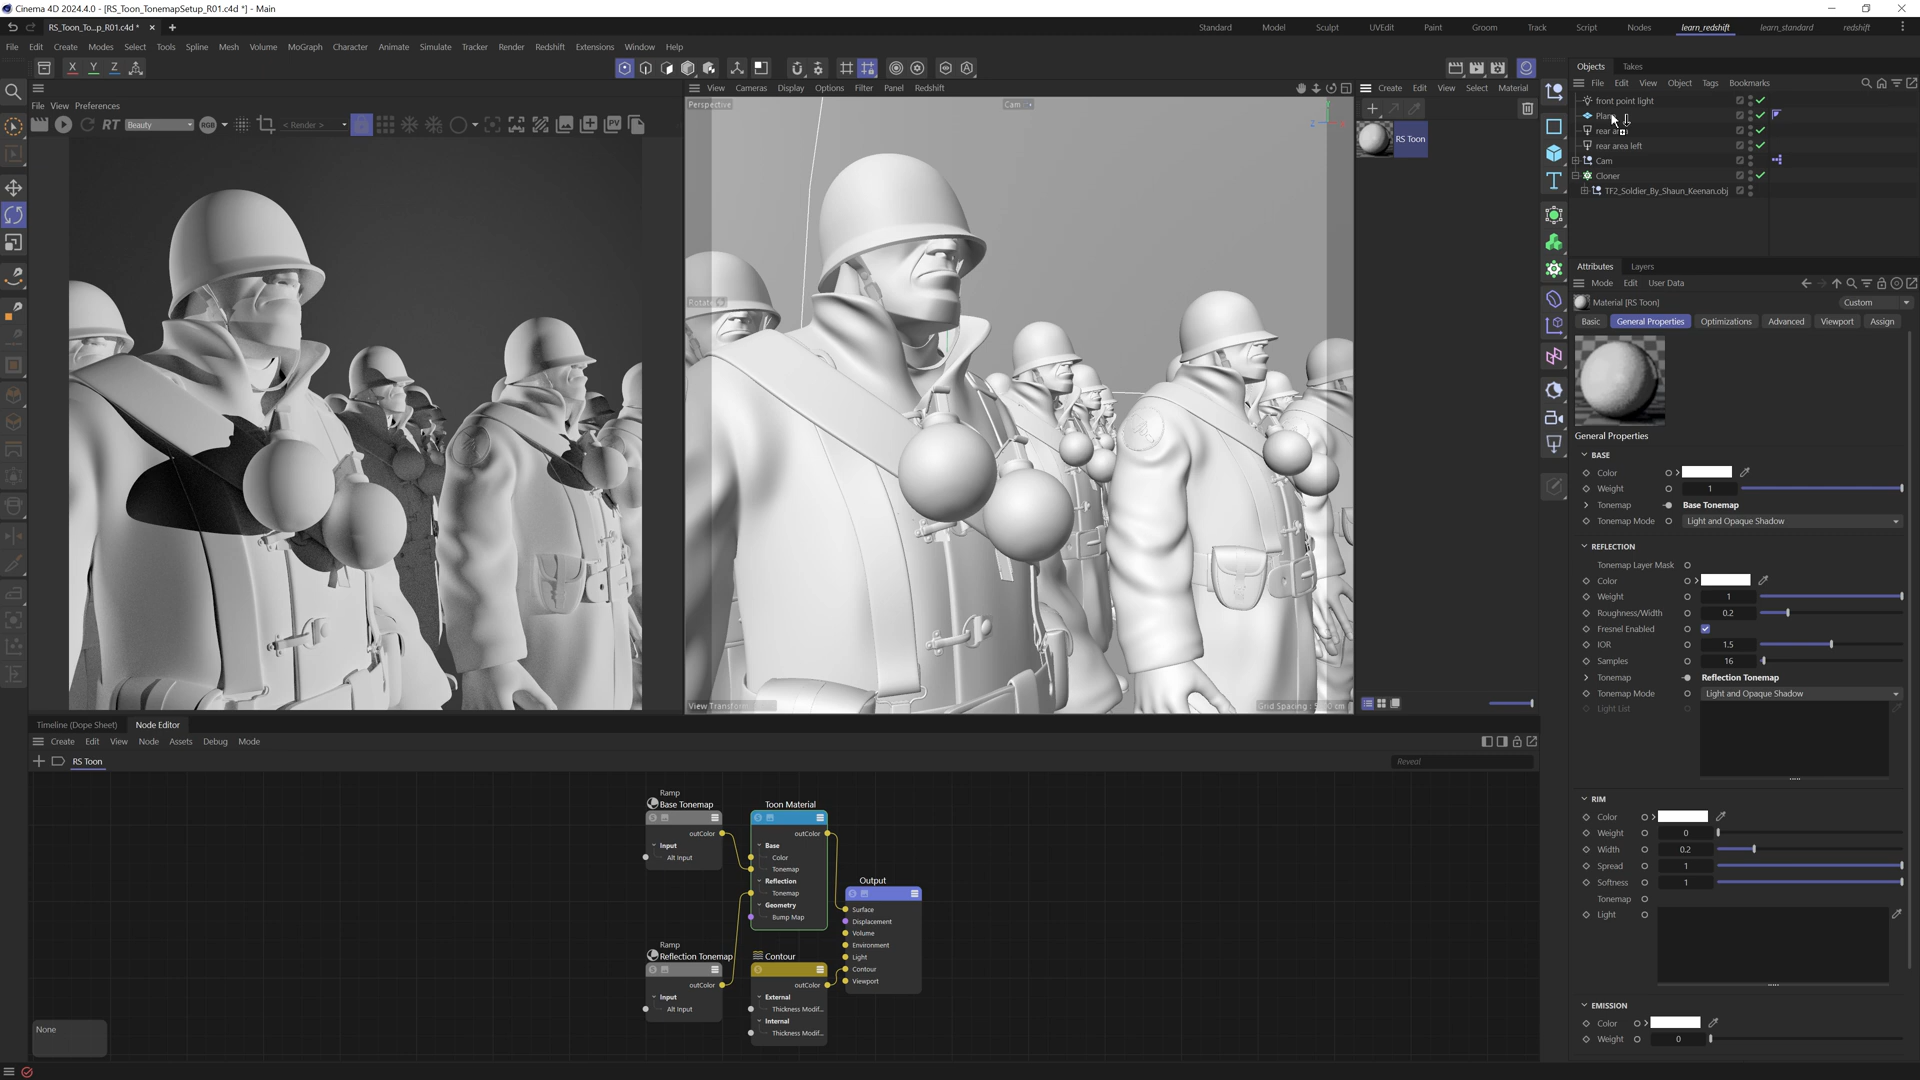 Cinema 4D 2024.4.0 - [RS_Toon_TonemapSetup_R01.c4d *] - Main
RS_Toon_To...p_R01.c4d *
Standard Model Sculpt UVEdit Paint Groom Track Script Nodes learn_redshift learn_standard redshift
File Edit Create Modes Select Tools Spline Mesh Volume MoGraph Character Animate Simulate Tracker Render Redshift Extensions Window Help
X Y Z
Objects Takes
File Edit View Object Tags Bookmarks
View Cameras Display Options Filter Panel Redshift
Create Edit View Select Material
File View Preferences
RT Beauty RGB < Render > PV
Perspective
Cam
RS Toon
front point light
rear area left
Cam
Cloner
TF2_Soldier_By_Shaun_Keenan.obj
Attributes Layers
Mode Edit User Data
Material [RS Toon]
Custom
Basic General Properties Optimizations Advanced Viewport Assign
General Properties
BASE
Color
Weight 1
Tonemap Base Tonemap
Tonemap Mode Light and Opaque Shadow
REFLECTION
Tonemap Layer Mask
Color
Weight 1
Roughness/Width 0.2
Fresnel Enabled
IOR 1.5
Samples 16
Tonemap Reflection Tonemap
Tonemap Mode Light and Opaque Shadow
Light List
RIM
Color
Weight 0
Width 0.2
Spread 1
Softness 1
Tonemap
Light
EMISSION
Color
Weight 0
Rotate
View Transform
Grid Spacing :
Timeline (Dope Sheet) Node Editor
Create Edit View Node Assets Debug Mode
RS Toon
Reveal
Ramp
Base Tonemap
outColor
Input
Alt Input
Toon Material
outColor
Base
Color
Tonemap
Reflection
Tonemap
Geometry
Bump Map
Output
Surface
Displacement
Volume
Environment
Light
Contour
Viewport
Ramp
Reflection Tonemap
outColor
Input
Alt Input
Contour
outColor
External
Thickness Modif...
Internal
Thickness Modif...
None